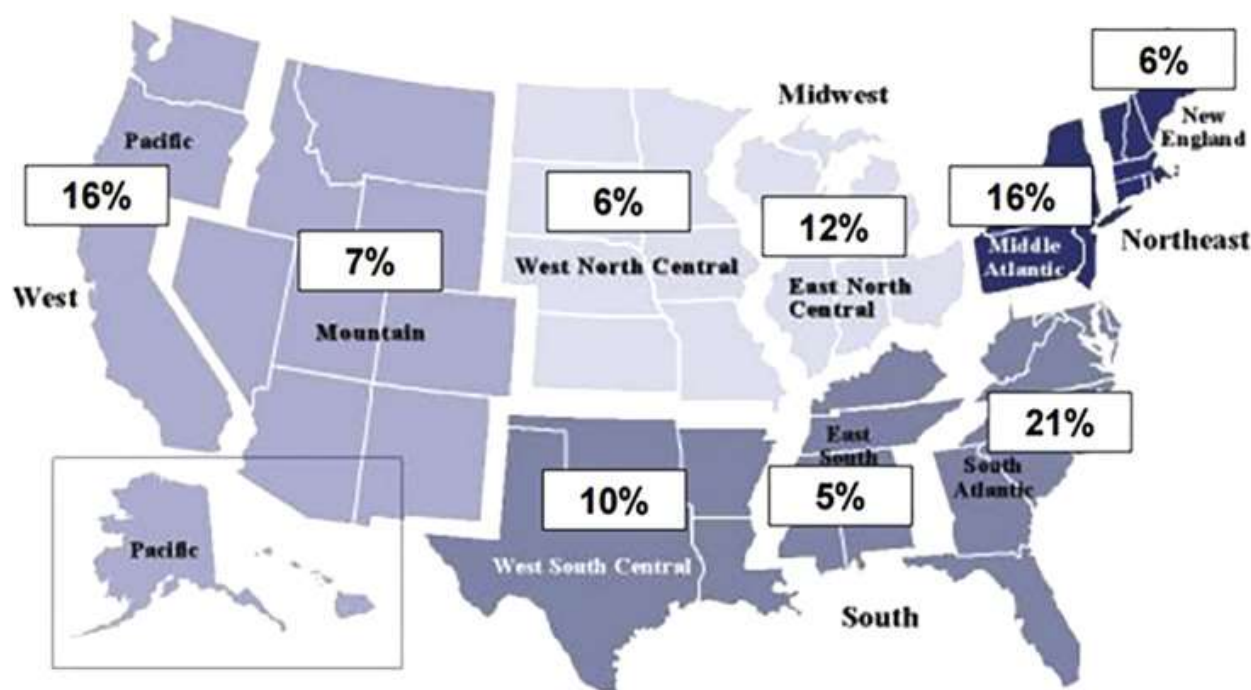 6%
Midwest
New
England
Pacific
16%
6%
12%
16%
Northeast
7%
West North Central
Middle
Atlantic
West
East North
Central
Mountain
21%
East
South
South
Atlantic
10%
5%
Pacific
West South Central
South